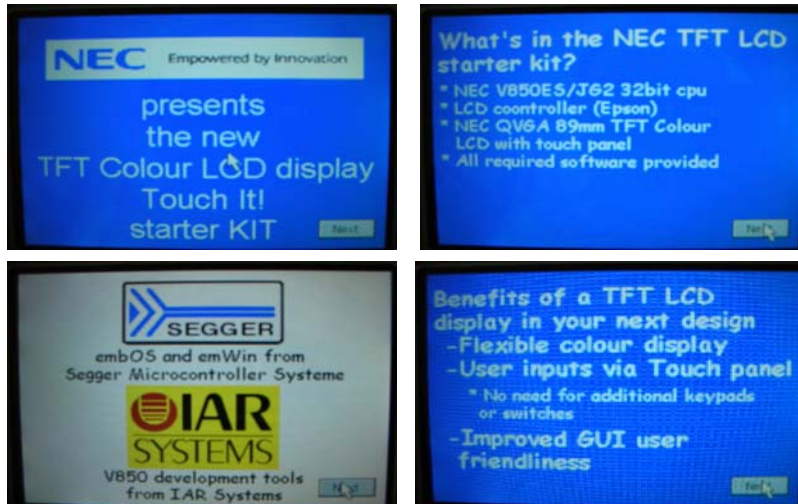 NEC Empowered by Innovation
presents
the new
TFT Colour LCD display
Touch It!
starter KIT
Next
What's in the NEC TFT LCD
starter kit?
* NEC V850ES/JG2 32bit cpu
* LCD coontroller (Epson)
* NEC QVGA 89mm TFT Colour
LCD with touch panel
* All required software provided
Next
SEGGER
embOS and emWin from
Segger Microcontroller Systeme
IAR
SYSTEMS
V850 development tools
from IAR Systems
Next
Benefits of a TFT LCD
display in your next design
-Flexible colour display
-User inputs via Touch panel
* No need for additional keypads
or switches
-Improved GUI user
friendliness
Next